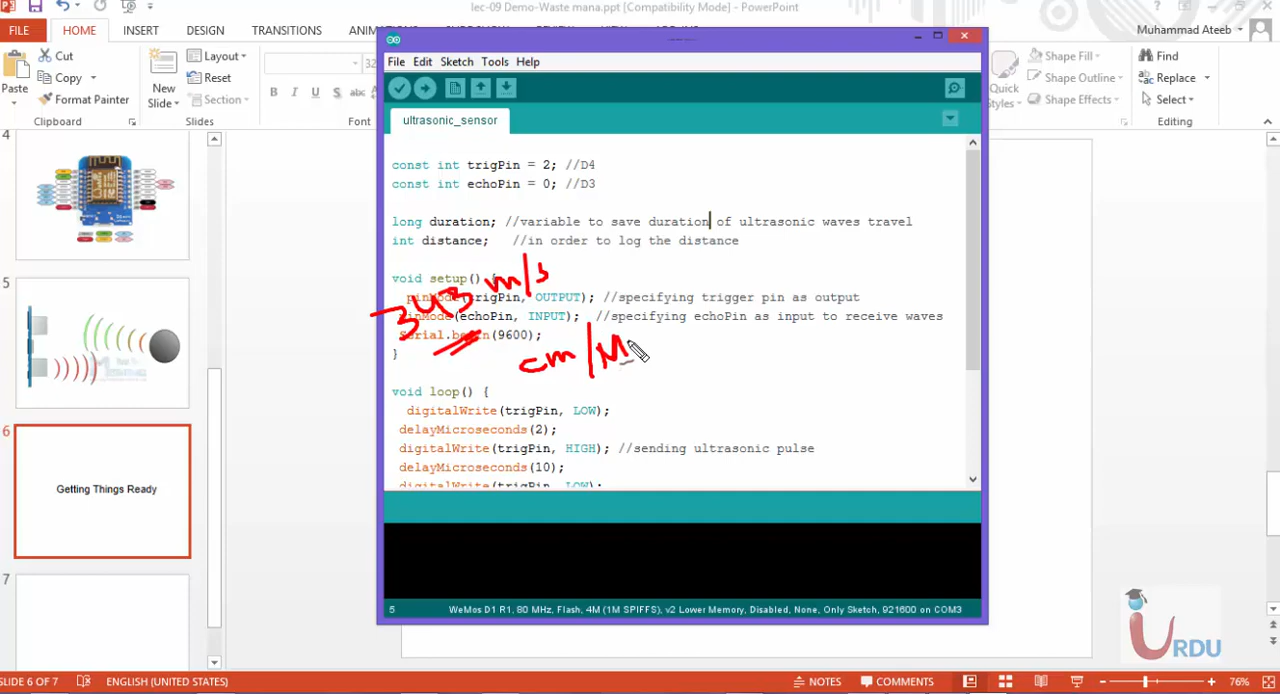 lec-09 Demo-Waste mana.ppt [Compatibility Mode] - PowerPoint
FILE HOME INSERT DESIGN TRANSITIONS
Muhammad Ateeb
Paste
Cut
Copy
Format Painter
Clipboard
New
Slide
Layout
Reset
Section
Slides
32
B I U S abc
Font
Quick
Styles
Shape Fill
Shape Outline
Shape Effects
Find
Replace
Select
Editing
File Edit Sketch Tools Help
ultrasonic_sensor
const int trigPin = 2; //D4
const int echoPin = 0; //D3
long duration; //variable to save duration of ultrasonic waves travel
int distance; //in order to log the distance
void setup() {
pinMode(trigPin, OUTPUT); //specifying trigger pin as output
pinMode(echoPin, INPUT); //specifying echoPin as input to receive waves
Serial.begin(9600);
}
void loop() {
digitalWrite(trigPin, LOW);
delayMicroseconds(2);
digitalWrite(trigPin, HIGH); //sending ultrasonic pulse
delayMicroseconds(10);
digitalWrite(trigPin, LOW);
343 m/s
cm/M
5 WeMos D1 R1, 80 MHz, Flash, 4M (1M SPIFFS), v2 Lower Memory, Disabled, None, Only Sketch, 921600 on COM3
4
5
6
Getting Things Ready
7
URDU
SLIDE 6 OF 7 ENGLISH (UNITED STATES) NOTES COMMENTS 76%